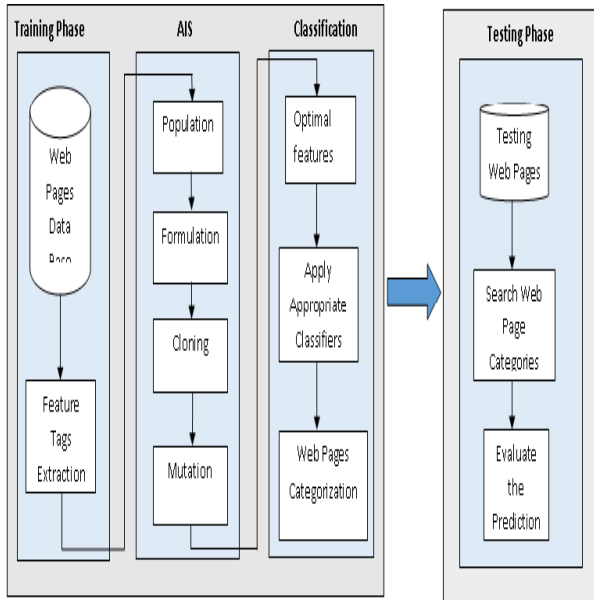 Training Phase
AIS
Classification
Testing Phase
Web
Pages
Data
Feature
Tags
Extraction
Population
Formulation
Cloning
Mutation
Optimal
features
Apply
Appropriate
Classifiers
Web Pages
Categorization
Testing
Web Pages
Search Web
Page
Categories
Evaluate
the
Prediction